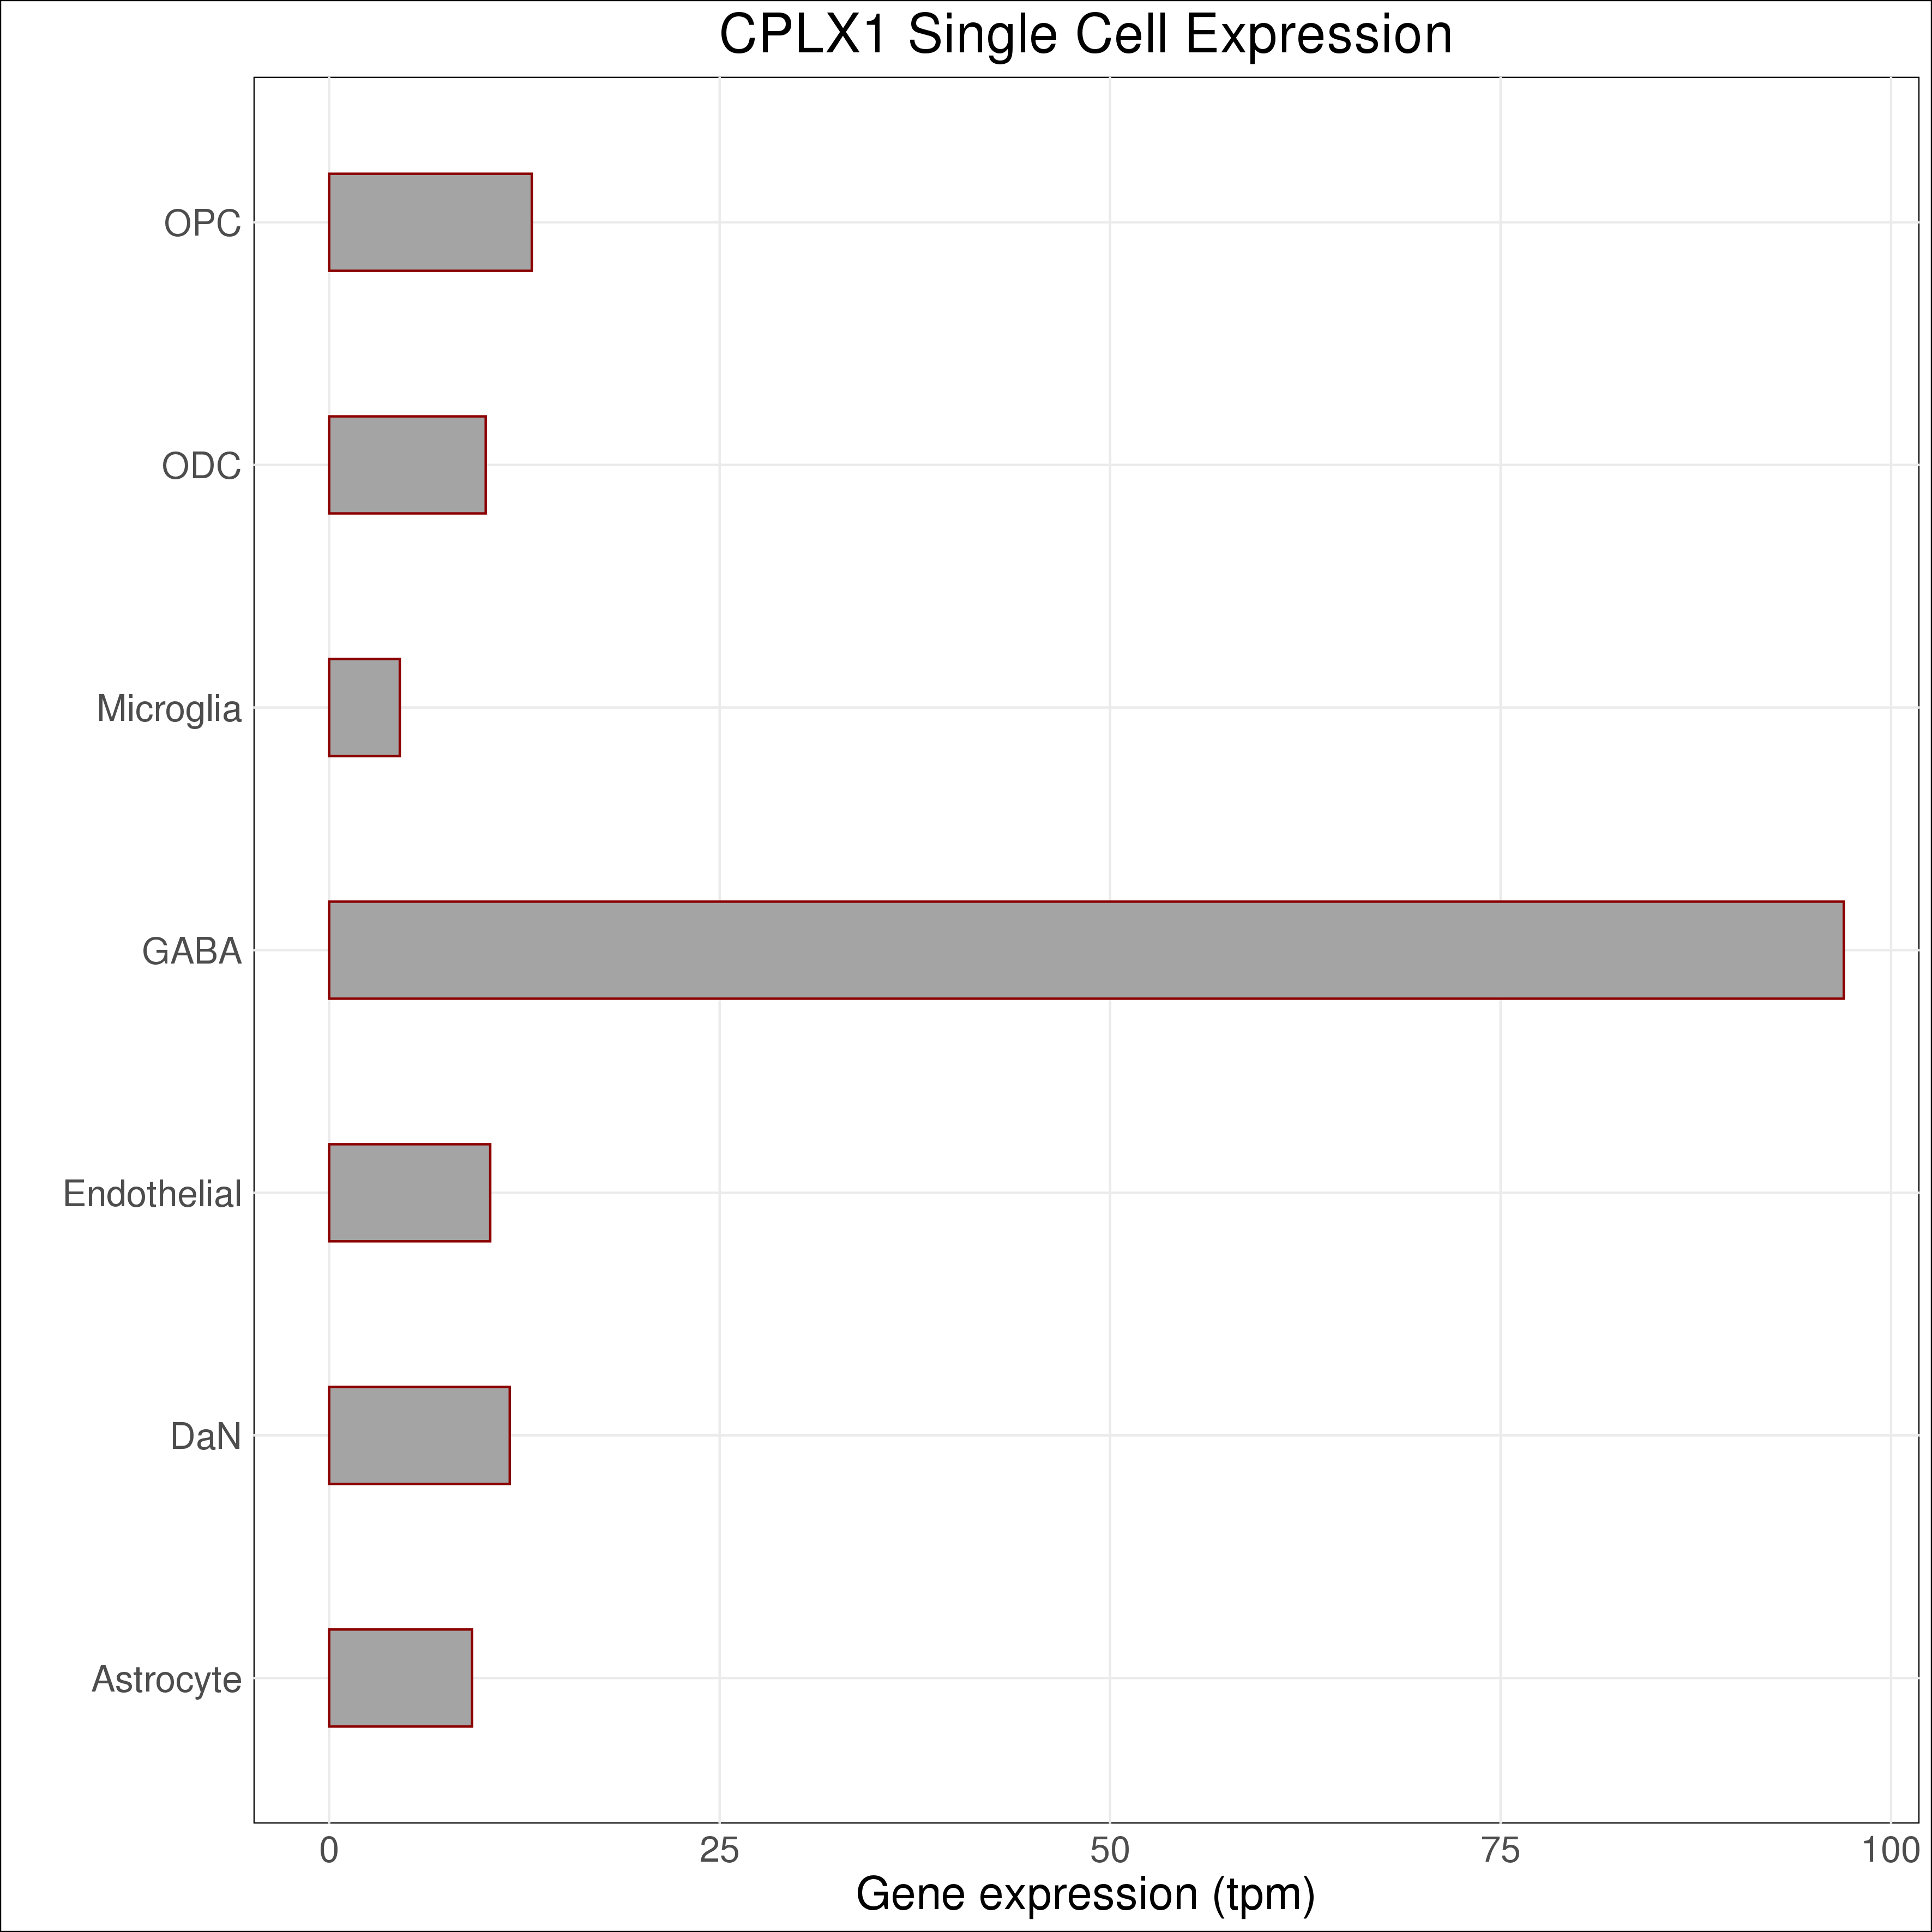 CPLX1 Single Cell Expression
OPC
ODC
Microglia
GABA
Endothelial
DaN
Astrocyte
0 25 50 75 100
Gene expression (tpm)